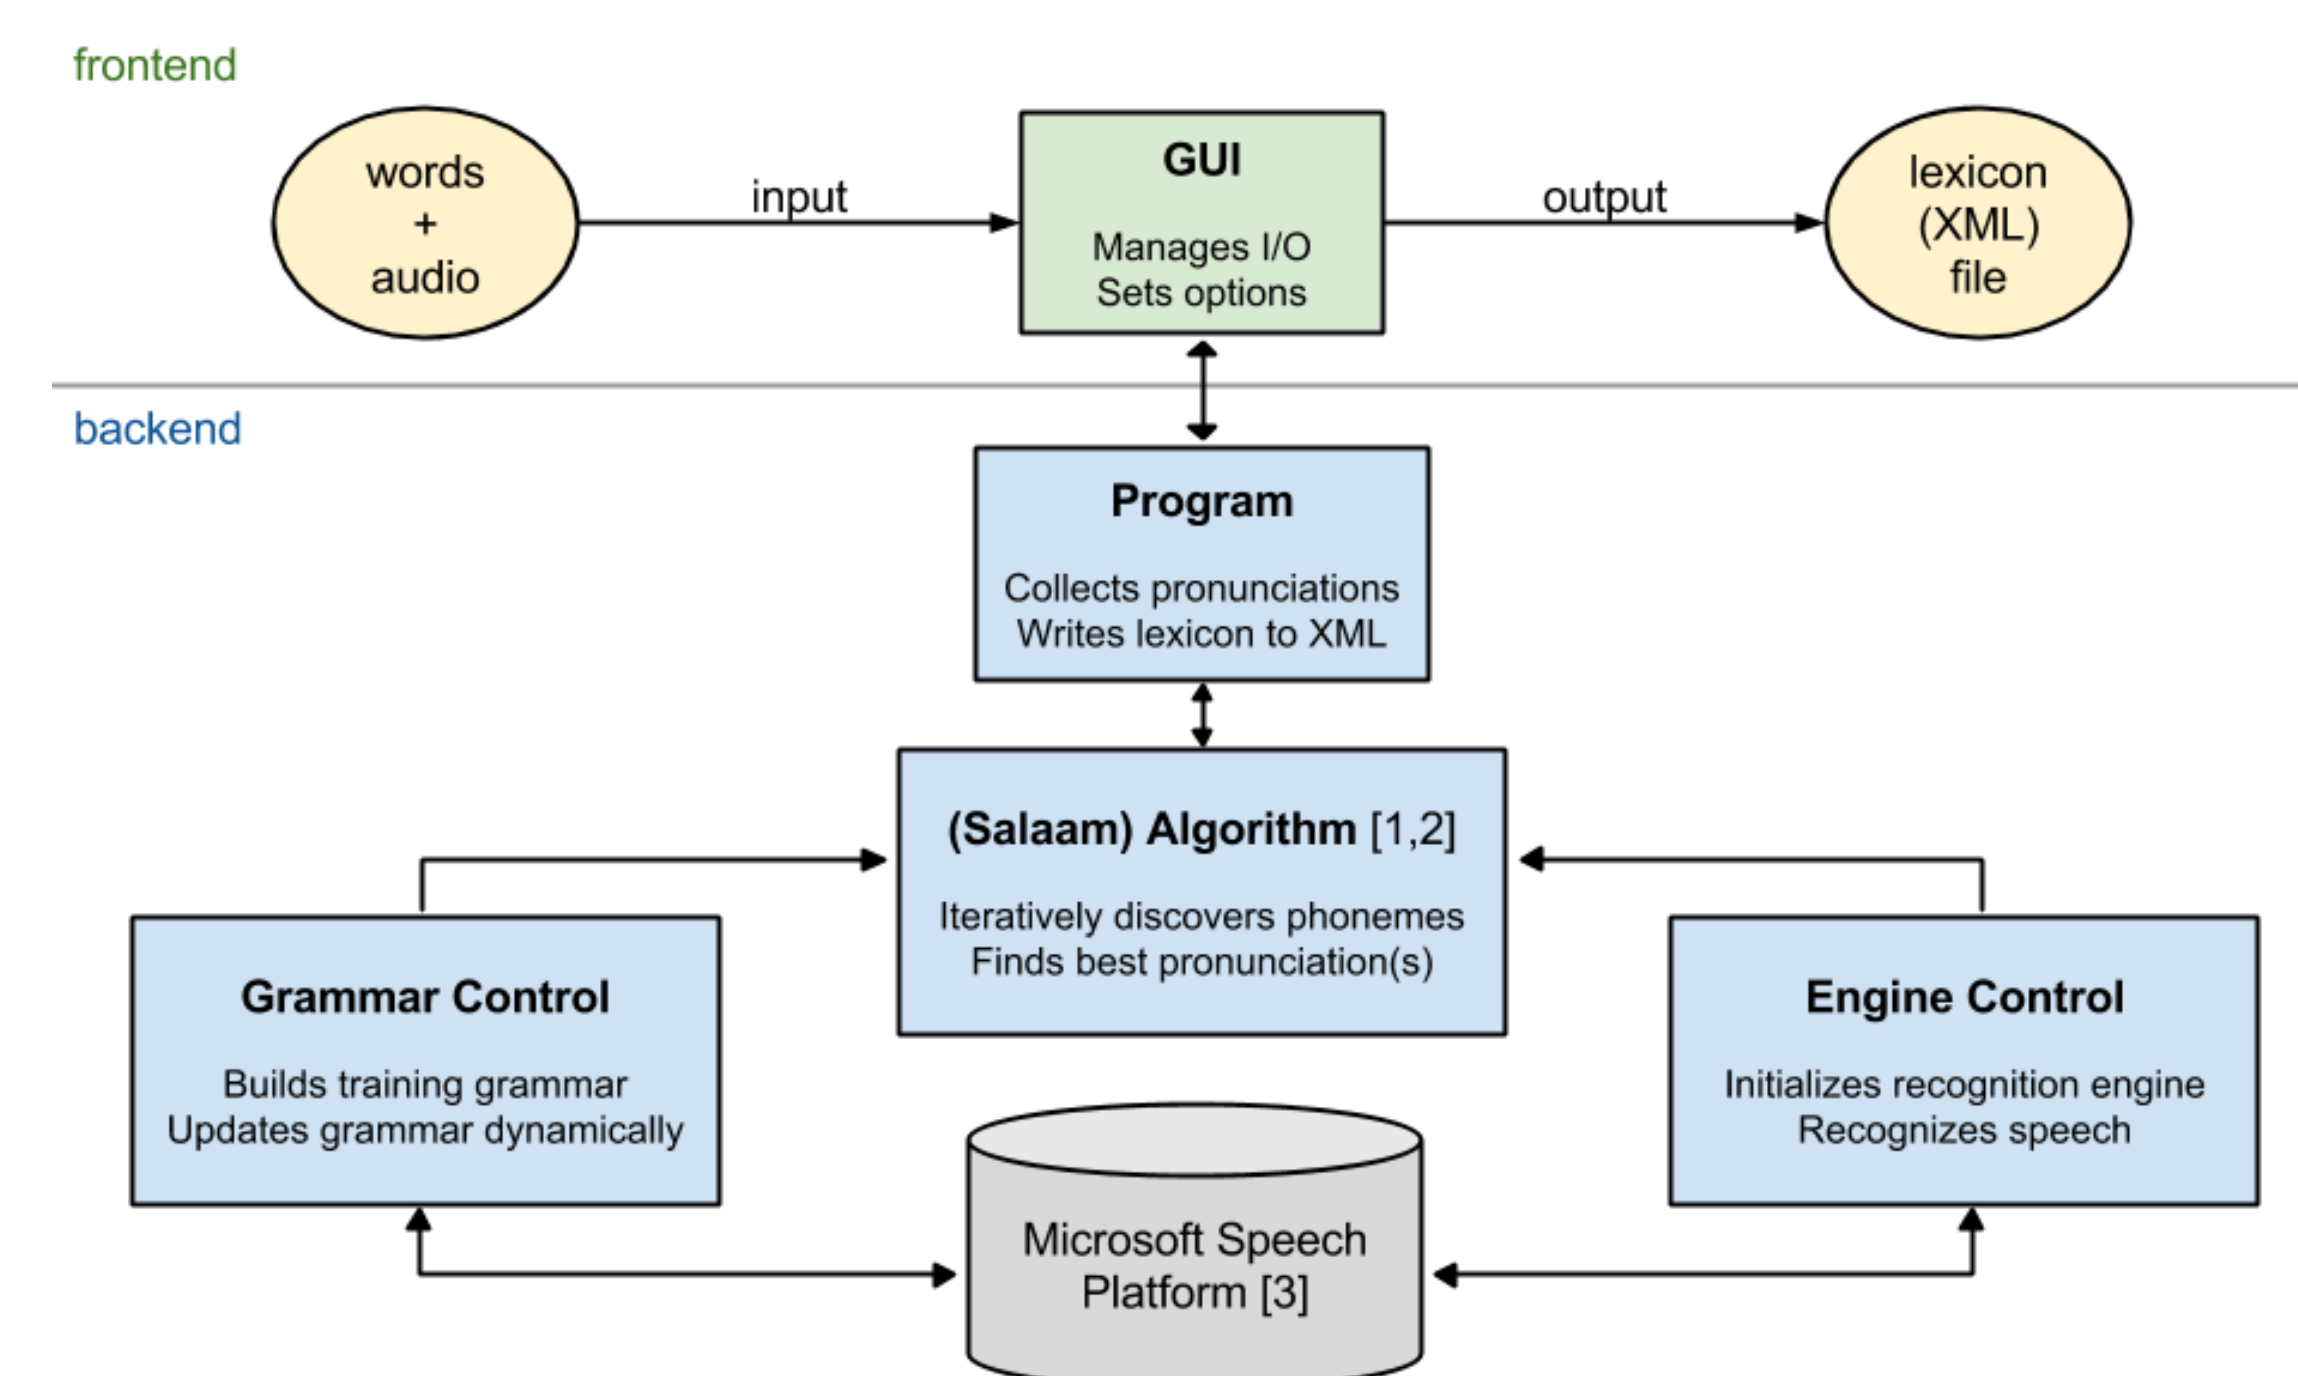 frontend
words
+
audio
input
GUI
Manages I/O
Sets options
output
lexicon
(XML)
file
backend
Program
Collects pronunciations
Writes lexicon to XML
(Salaam) Algorithm [1,2]
Iteratively discovers phonemes
Finds best pronunciation(s)
Grammar Control
Builds training grammar
Updates grammar dynamically
Engine Control
Initializes recognition engine
Recognizes speech
Microsoft Speech
Platform [3]